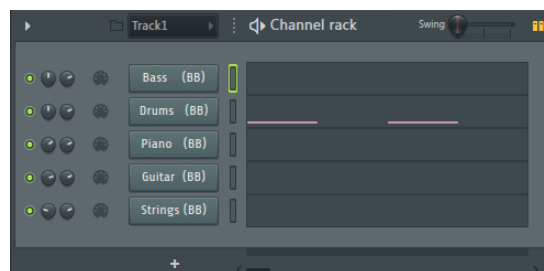 Track1 Channel rack Swing
Bass (BB)
Drums (BB)
Piano (BB)
Guitar (BB)
Strings (BB)
+